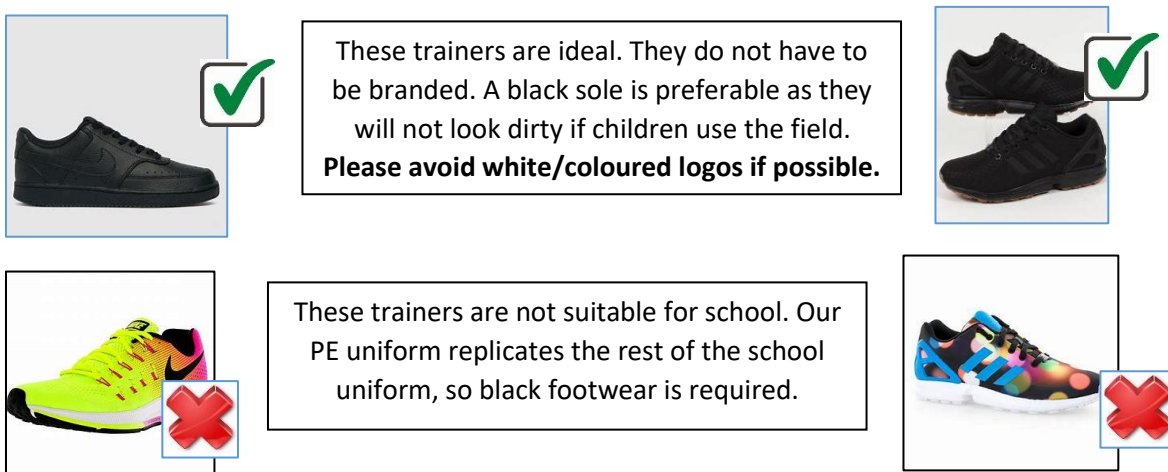 These trainers are ideal. They do not have to
be branded. A black sole is preferable as they
will not look dirty if children use the field.
Please avoid white/coloured logos if possible.
These trainers are not suitable for school. Our
PE uniform replicates the rest of the school
uniform, so black footwear is required.